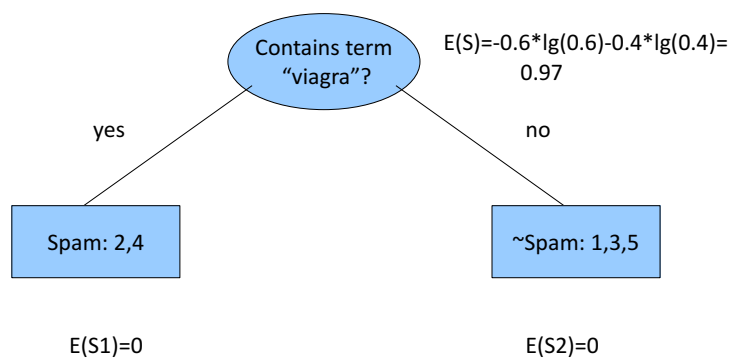 Contains term
“viagra”?
E(S)=-0.6*lg(0.6)-0.4*lg(0.4)=
0.97
yes
no
Spam: 2,4
~Spam: 1,3,5
E(S1)=0
E(S2)=0